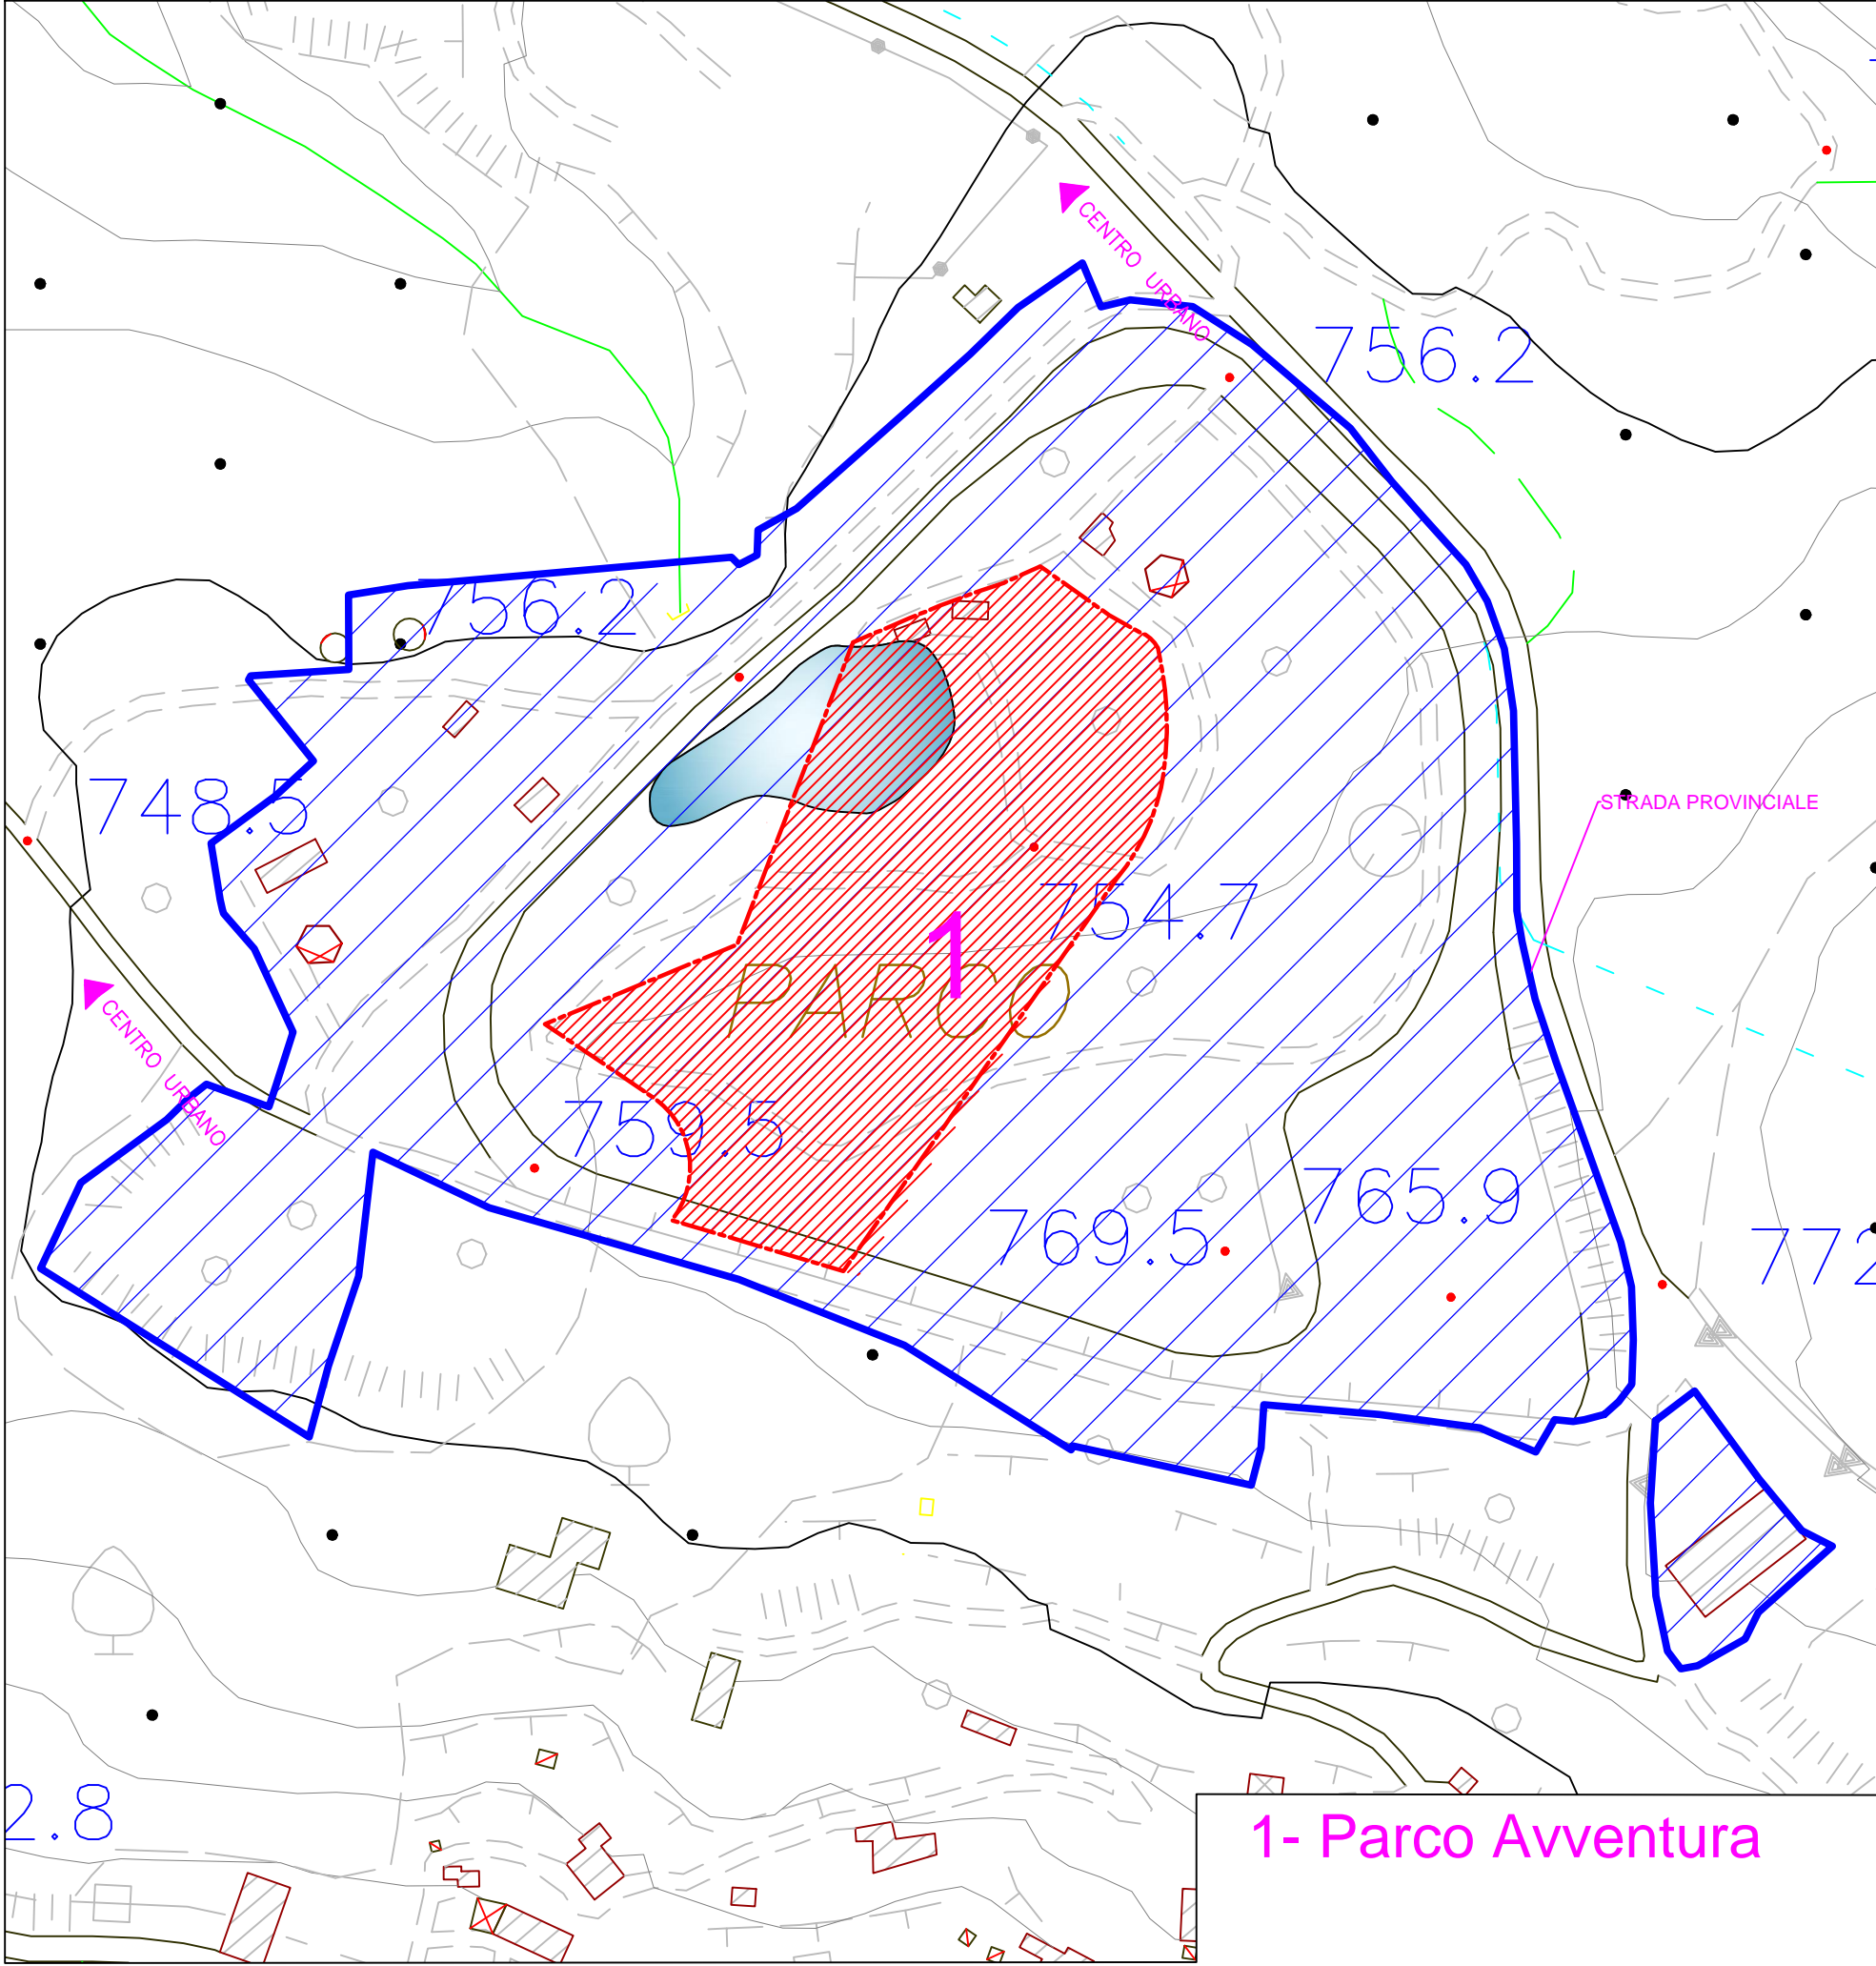 CENTRO URBANO
756.2
756.2
748.5
STRADA PROVINCIALE
754.7
1
PARCO
CENTRO URBANO
759.5
765.9
769.5
772
2.8
1- Parco Avventura